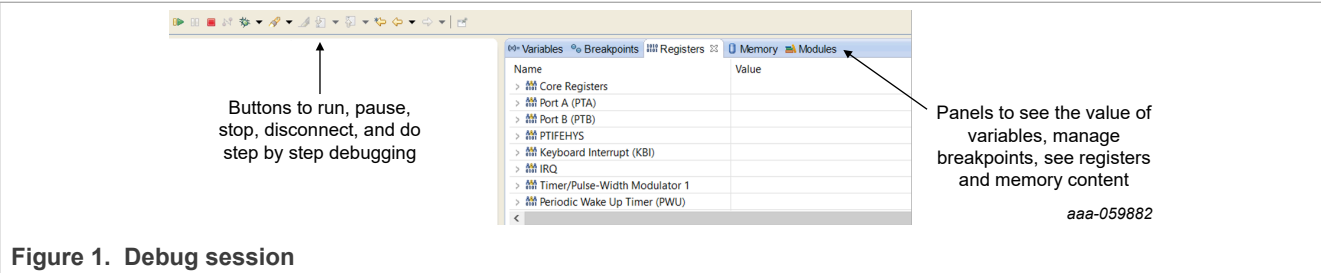 Variables Breakpoints Registers Memory Modules
Name Value
Core Registers
Port A (PTA)
Port B (PTB)
PTIFEHYS
Keyboard Interrupt (KBI)
IRQ
Timer/Pulse-Width Modulator 1
Periodic Wake Up Timer (PWU)
Buttons to run, pause,
stop, disconnect, and do
step by step debugging
Panels to see the value of
variables, manage
breakpoints, see registers
and memory content
aaa-059882
Figure 1. Debug session